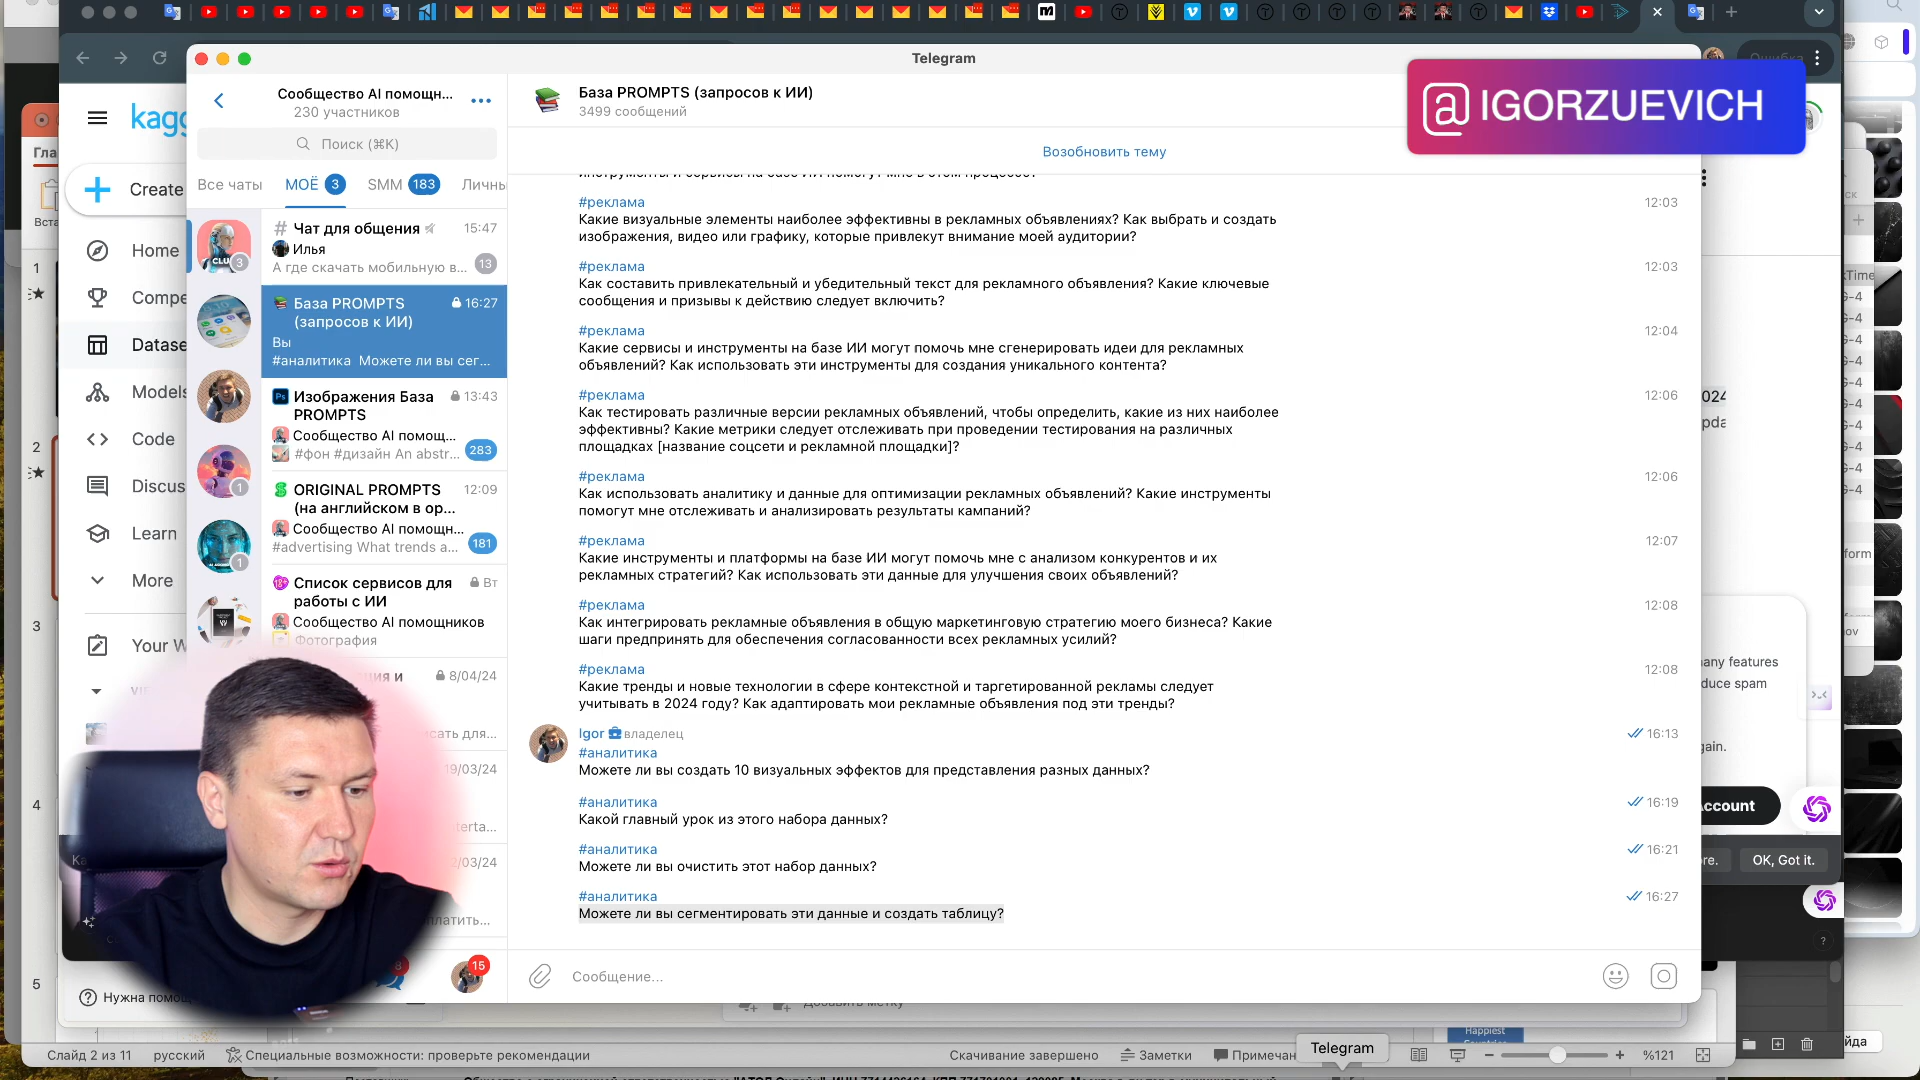 Telegram
@IGORZUEVICH
Сообщество AI помощн...
230 участников
Поиск (⌘K)
Все чаты
МОЁ 3
SMM 183
Личны
База PROMPTS (запросов к ИИ)
3499 сообщений
Возобновить тему
kagg
Create
Home
Compe
Datase
Models
Code
Discus
Learn
More
Your W
# Чат для общения 15:47
Илья
А где скачать мобильную в... 13
База PROMPTS 16:27
(запросов к ИИ)
Вы
#аналитика Можете ли вы сег...
Изображения База 13:43
PROMPTS
Сообщество AI помощ...
#фон #дизайн An abstr... 283
ORIGINAL PROMPTS 12:09
(на английском в ор...
Сообщество AI помощн...
#advertising What trends a... 181
Список сервисов для Вт
работы с ИИ
Сообщество AI помощников
Фотография
8/04/24
19/03/24
#реклама 12:03
Какие визуальные элементы наиболее эффективны в рекламных объявлениях? Как выбрать и создать
изображения, видео или графику, которые привлекут внимание моей аудитории?
#реклама 12:03
Как составить привлекательный и убедительный текст для рекламного объявления? Какие ключевые
сообщения и призывы к действию следует включить?
#реклама 12:04
Какие сервисы и инструменты на базе ИИ могут помочь мне сгенерировать идеи для рекламных
объявлений? Как использовать эти инструменты для создания уникального контента?
#реклама 12:06
Как тестировать различные версии рекламных объявлений, чтобы определить, какие из них наиболее
эффективны? Какие метрики следует отслеживать при проведении тестирования на различных
площадках [название соцсети и рекламной площадки]?
#реклама 12:06
Как использовать аналитику и данные для оптимизации рекламных объявлений? Какие инструменты
помогут мне отслеживать и анализировать результаты кампаний?
#реклама 12:07
Какие инструменты и платформы на базе ИИ могут помочь мне с анализом конкурентов и их
рекламных стратегий? Как использовать эти данные для улучшения своих объявлений?
#реклама 12:08
Как интегрировать рекламные объявления в общую маркетинговую стратегию моего бизнеса? Какие
шаги предпринять для обеспечения согласованности всех рекламных усилий?
#реклама 12:08
Какие тренды и новые технологии в сфере контекстной и таргетированной рекламы следует
учитывать в 2024 году? Как адаптировать мои рекламные объявления под эти тренды?
Igor владелец 16:13
#аналитика
Можете ли вы создать 10 визуальных эффектов для представления разных данных?
#аналитика 16:19
Какой главный урок из этого набора данных?
#аналитика 16:21
Можете ли вы очистить этот набор данных?
#аналитика 16:27
Можете ли вы сегментировать эти данные и создать таблицу?
Сообщение...
any features
duce spam
gain.
ccount
OK, Got it.
Happiest
Слайд 2 из 11
русский
Специальные возможности: проверьте рекомендации
Скачивание завершено
Заметки
Примечан
Telegram
%121